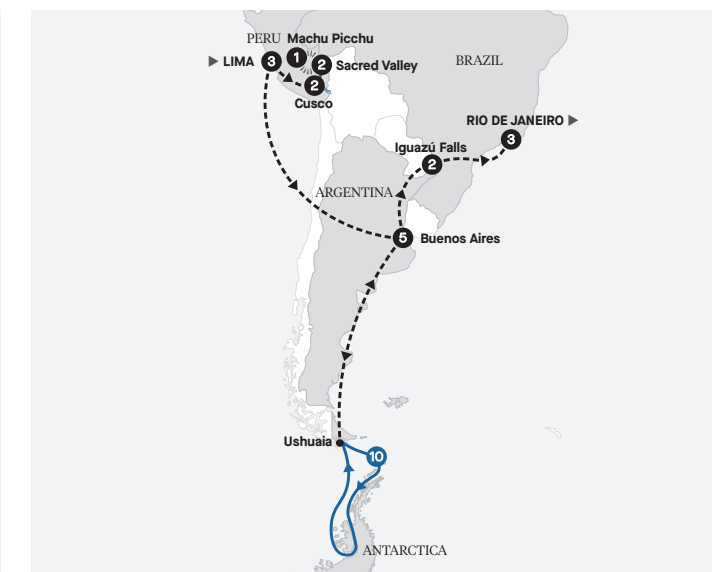 PERU Machu Picchu
▶ LIMA 3 1 2 Sacred Valley
2
Cusco
BRAZIL
RIO DE JANEIRO ▶
3
Iguazú Falls
2
ARGENTINA
5 Buenos Aires
Ushuaia
10
ANTARCTICA